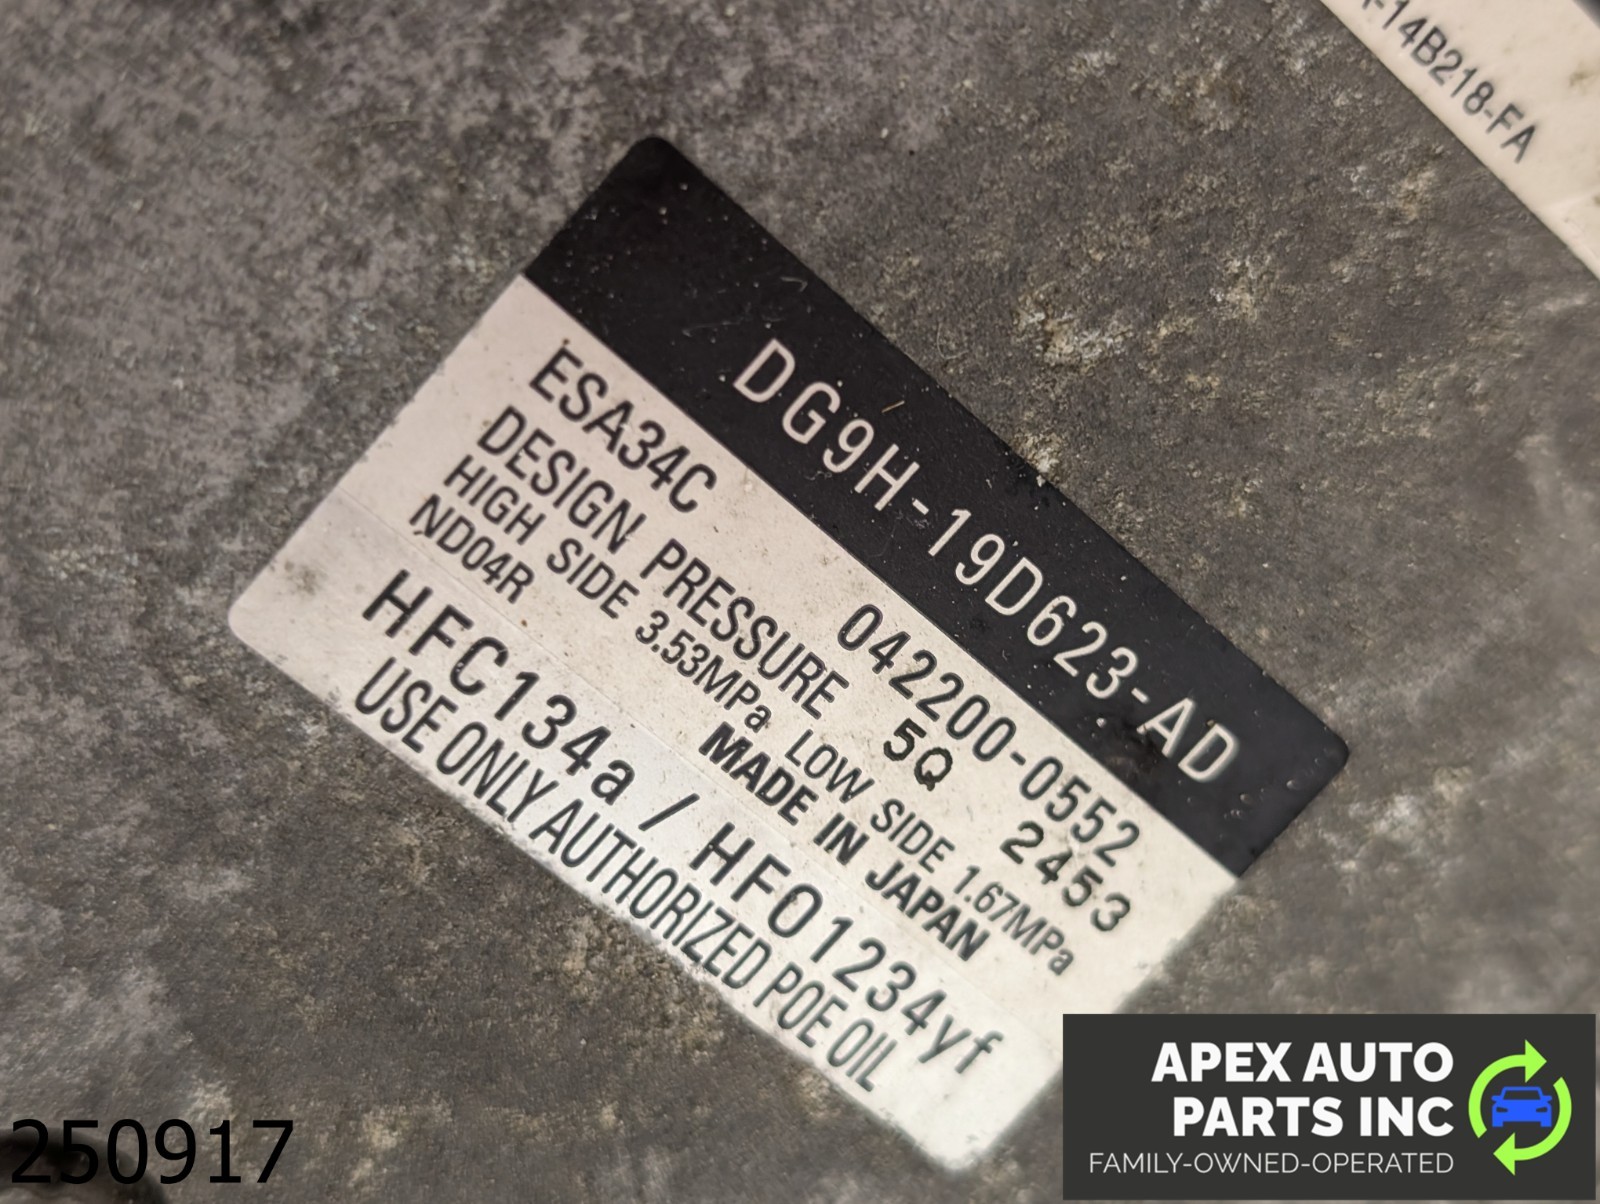 -14B218-FA
DG9H-19D623-AD
ESA34C 042200-0552
DESIGN PRESSURE 5Q 2453
HIGH SIDE 3.53MPa LOW SIDE 1.67MPa
ND04R MADE IN JAPAN
HFC134a / HFO1234yf
USE ONLY AUTHORIZED POE OIL
250917
APEX AUTO
PARTS INC
FAMILY-OWNED-OPERATED